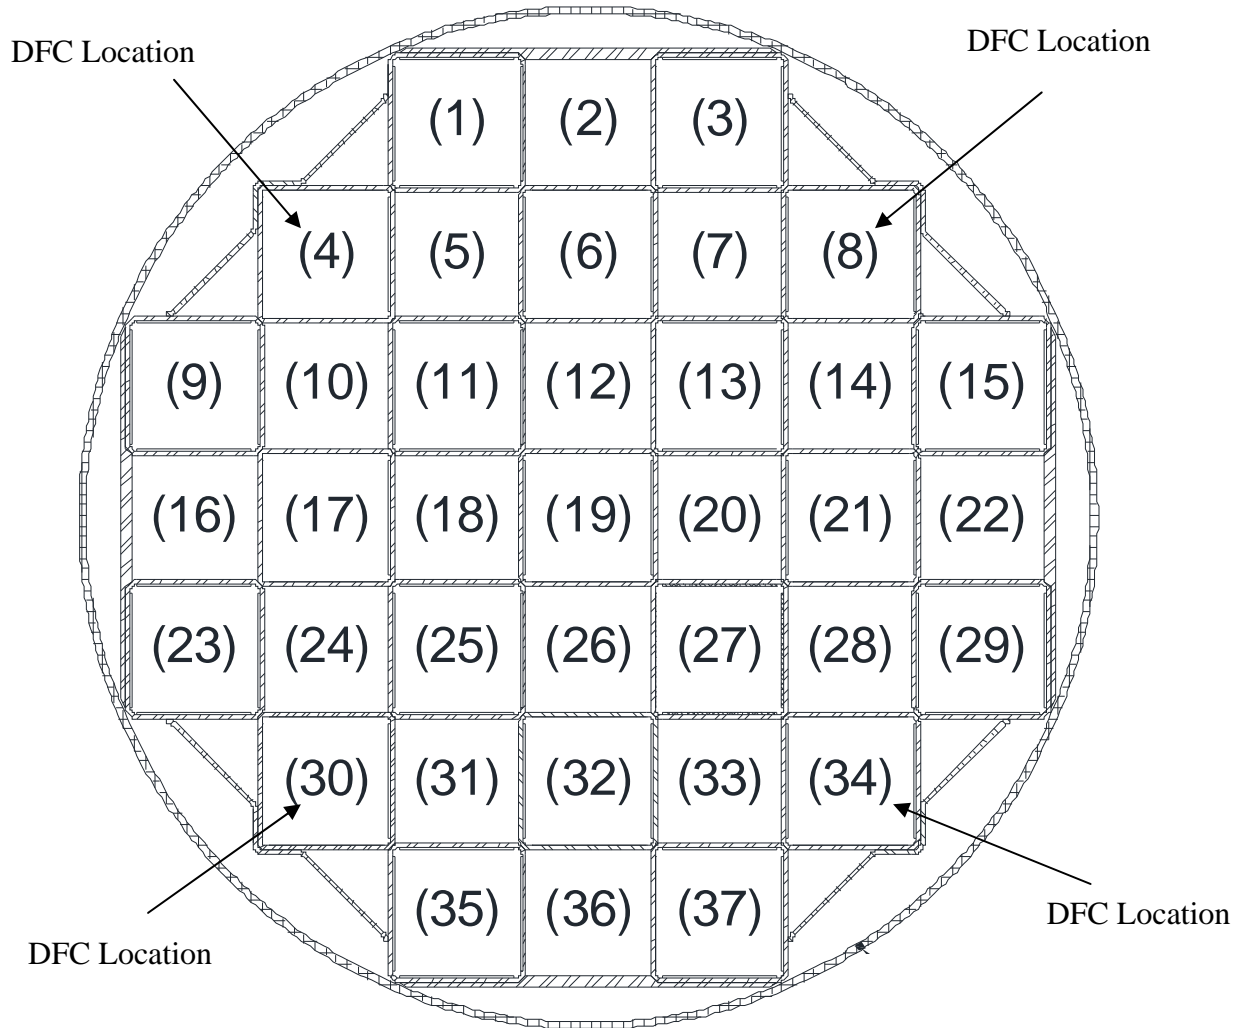 DFC Location
DFC Location
(1) (2) (3)
(4) (5) (6) (7) (8)
(9) (10) (11) (12) (13) (14) (15)
(16) (17) (18) (19) (20) (21) (22)
(23) (24) (25) (26) (27) (28) (29)
(30) (31) (32) (33) (34)
(35) (36) (37)
DFC Location
DFC Location